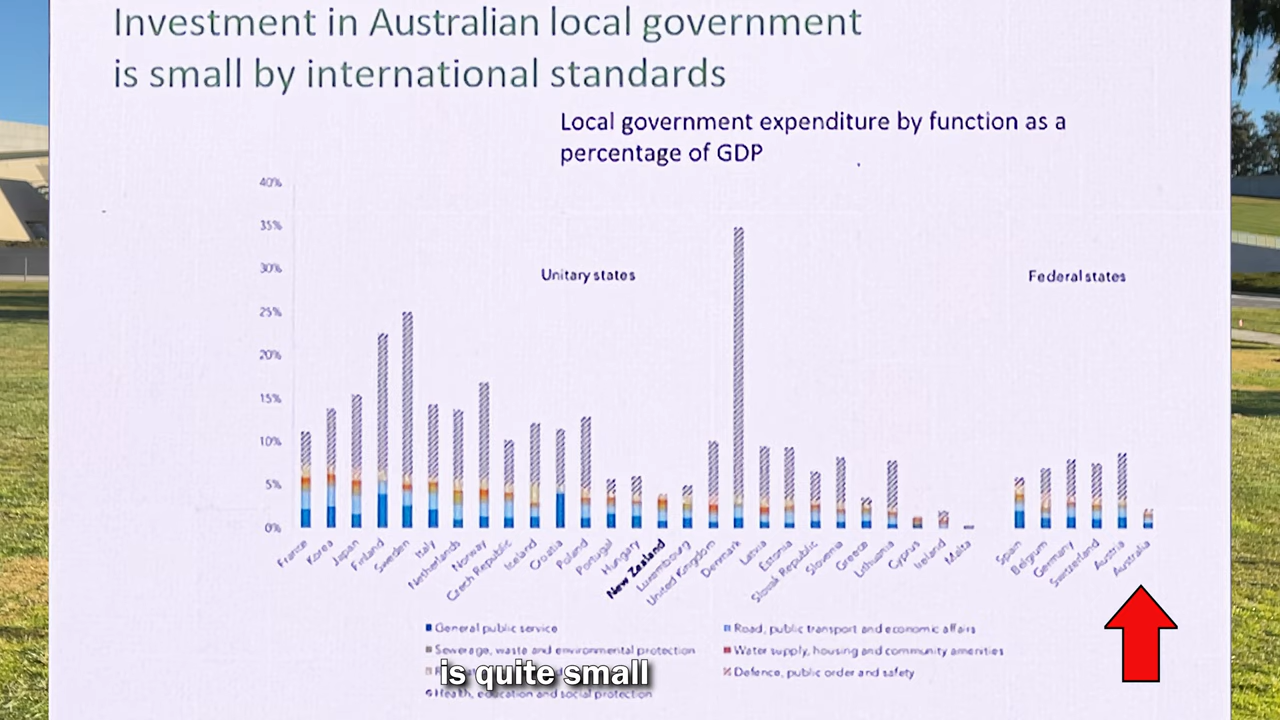 Investment in Australian local government
is small by international standards
Local government expenditure by function as a
percentage of GDP
40%
35%
30%
25%
20%
15%
10%
5%
0%
Unitary states
Federal states
France
Korea
Japan
Finland
Sweden
Italy
Netherlands
Norway
Czech Republic
Iceland
Croatia
Poland
Portugal
Hungary
New Zealand
Luxembourg
United Kingdom
Denmark
Latvia
Estonia
Slovak Republic
Slovenia
Greece
Lithuania
Cyprus
Ireland
Malta
Spain
Belgium
Germany
Switzerland
Austria
Australia
General public service
Road, public transport and economic affairs
Sewerage, waste and environmental protection
Water supply, housing and community amenities
Defence, public order and safety
Health, education and social protection
is quite small